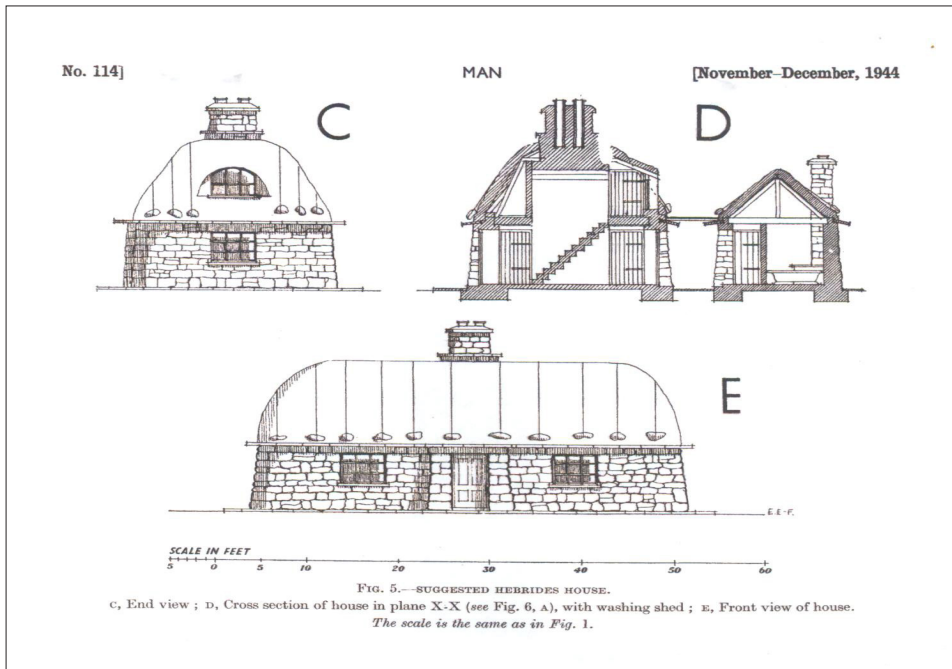 No. 114]
MAN
[November–December, 1944
C
D
E
E.E-F.
SCALE IN FEET
5 0 5 10 20 30 40 50 60
FIG. 5.—SUGGESTED HEBRIDES HOUSE.
C, End view ; D, Cross section of house in plane X-X (see Fig. 6, A), with washing shed ; E, Front view of house.
The scale is the same as in Fig. 1.